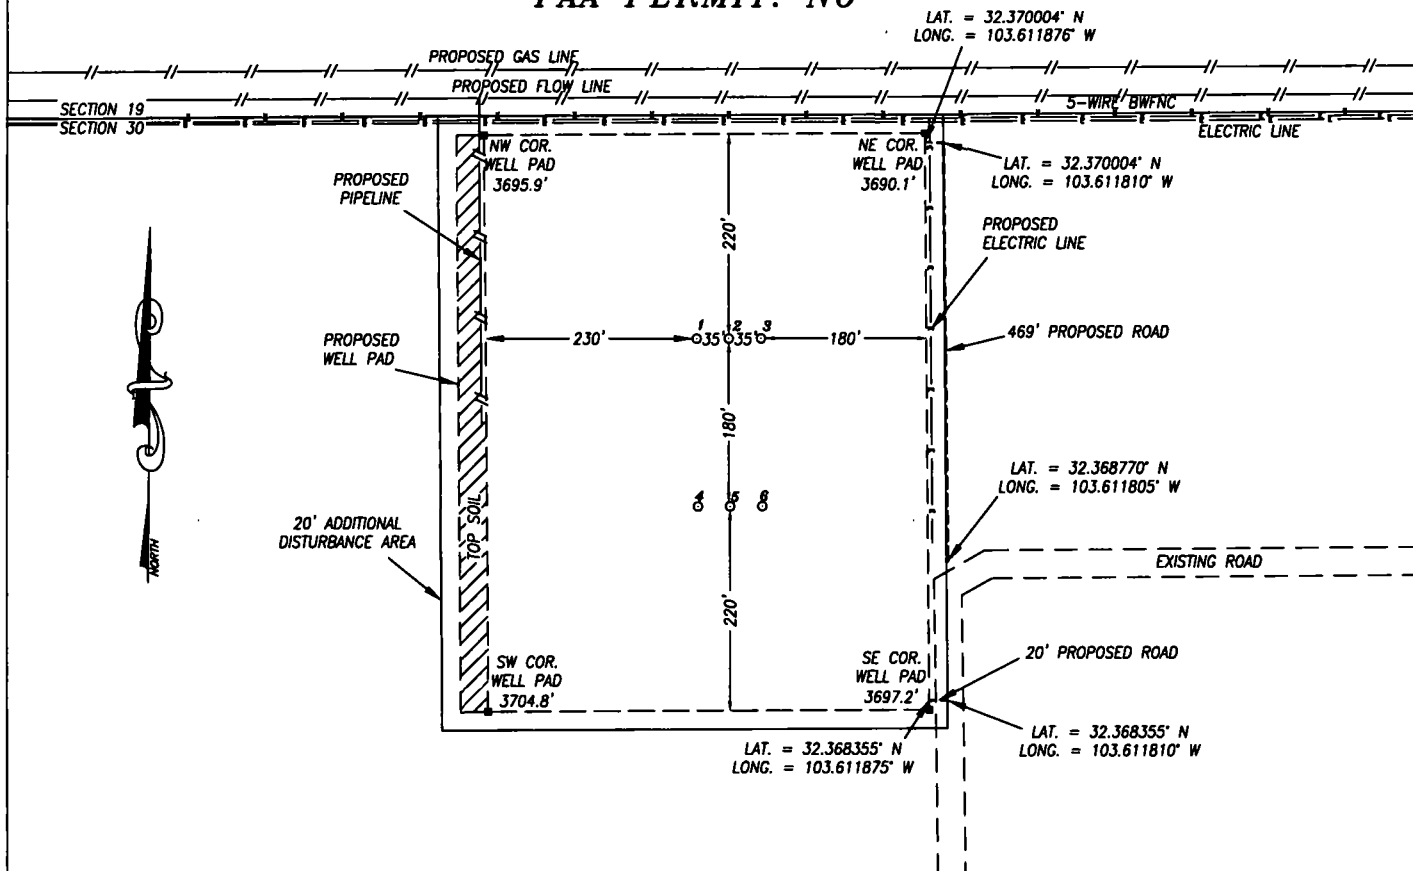 LAT. = 32.370004° N
LONG. = 103.611876° W
PROPOSED GAS LINE
PROPOSED FLOW LINE
SECTION 19
SECTION 30
5-WIRE BWFNC
ELECTRIC LINE
NW COR.
WELL PAD
3695.9'
NE COR.
WELL PAD
3690.1'
LAT. = 32.370004° N
LONG. = 103.611810° W
PROPOSED
PIPELINE
220'
PROPOSED
ELECTRIC LINE
PROPOSED
WELL PAD
230'
1
35'
2
35'
3
180'
469' PROPOSED ROAD
180'
LAT. = 32.368770° N
LONG. = 103.611805° W
4
5
6
TOP SOIL
20' ADDITIONAL
DISTURBANCE AREA
NORTH
EXISTING ROAD
220'
SW COR.
WELL PAD
3704.8'
SE COR.
WELL PAD
3697.2'
20' PROPOSED ROAD
LAT. = 32.368355° N
LONG. = 103.611875° W
LAT. = 32.368355° N
LONG. = 103.611810° W